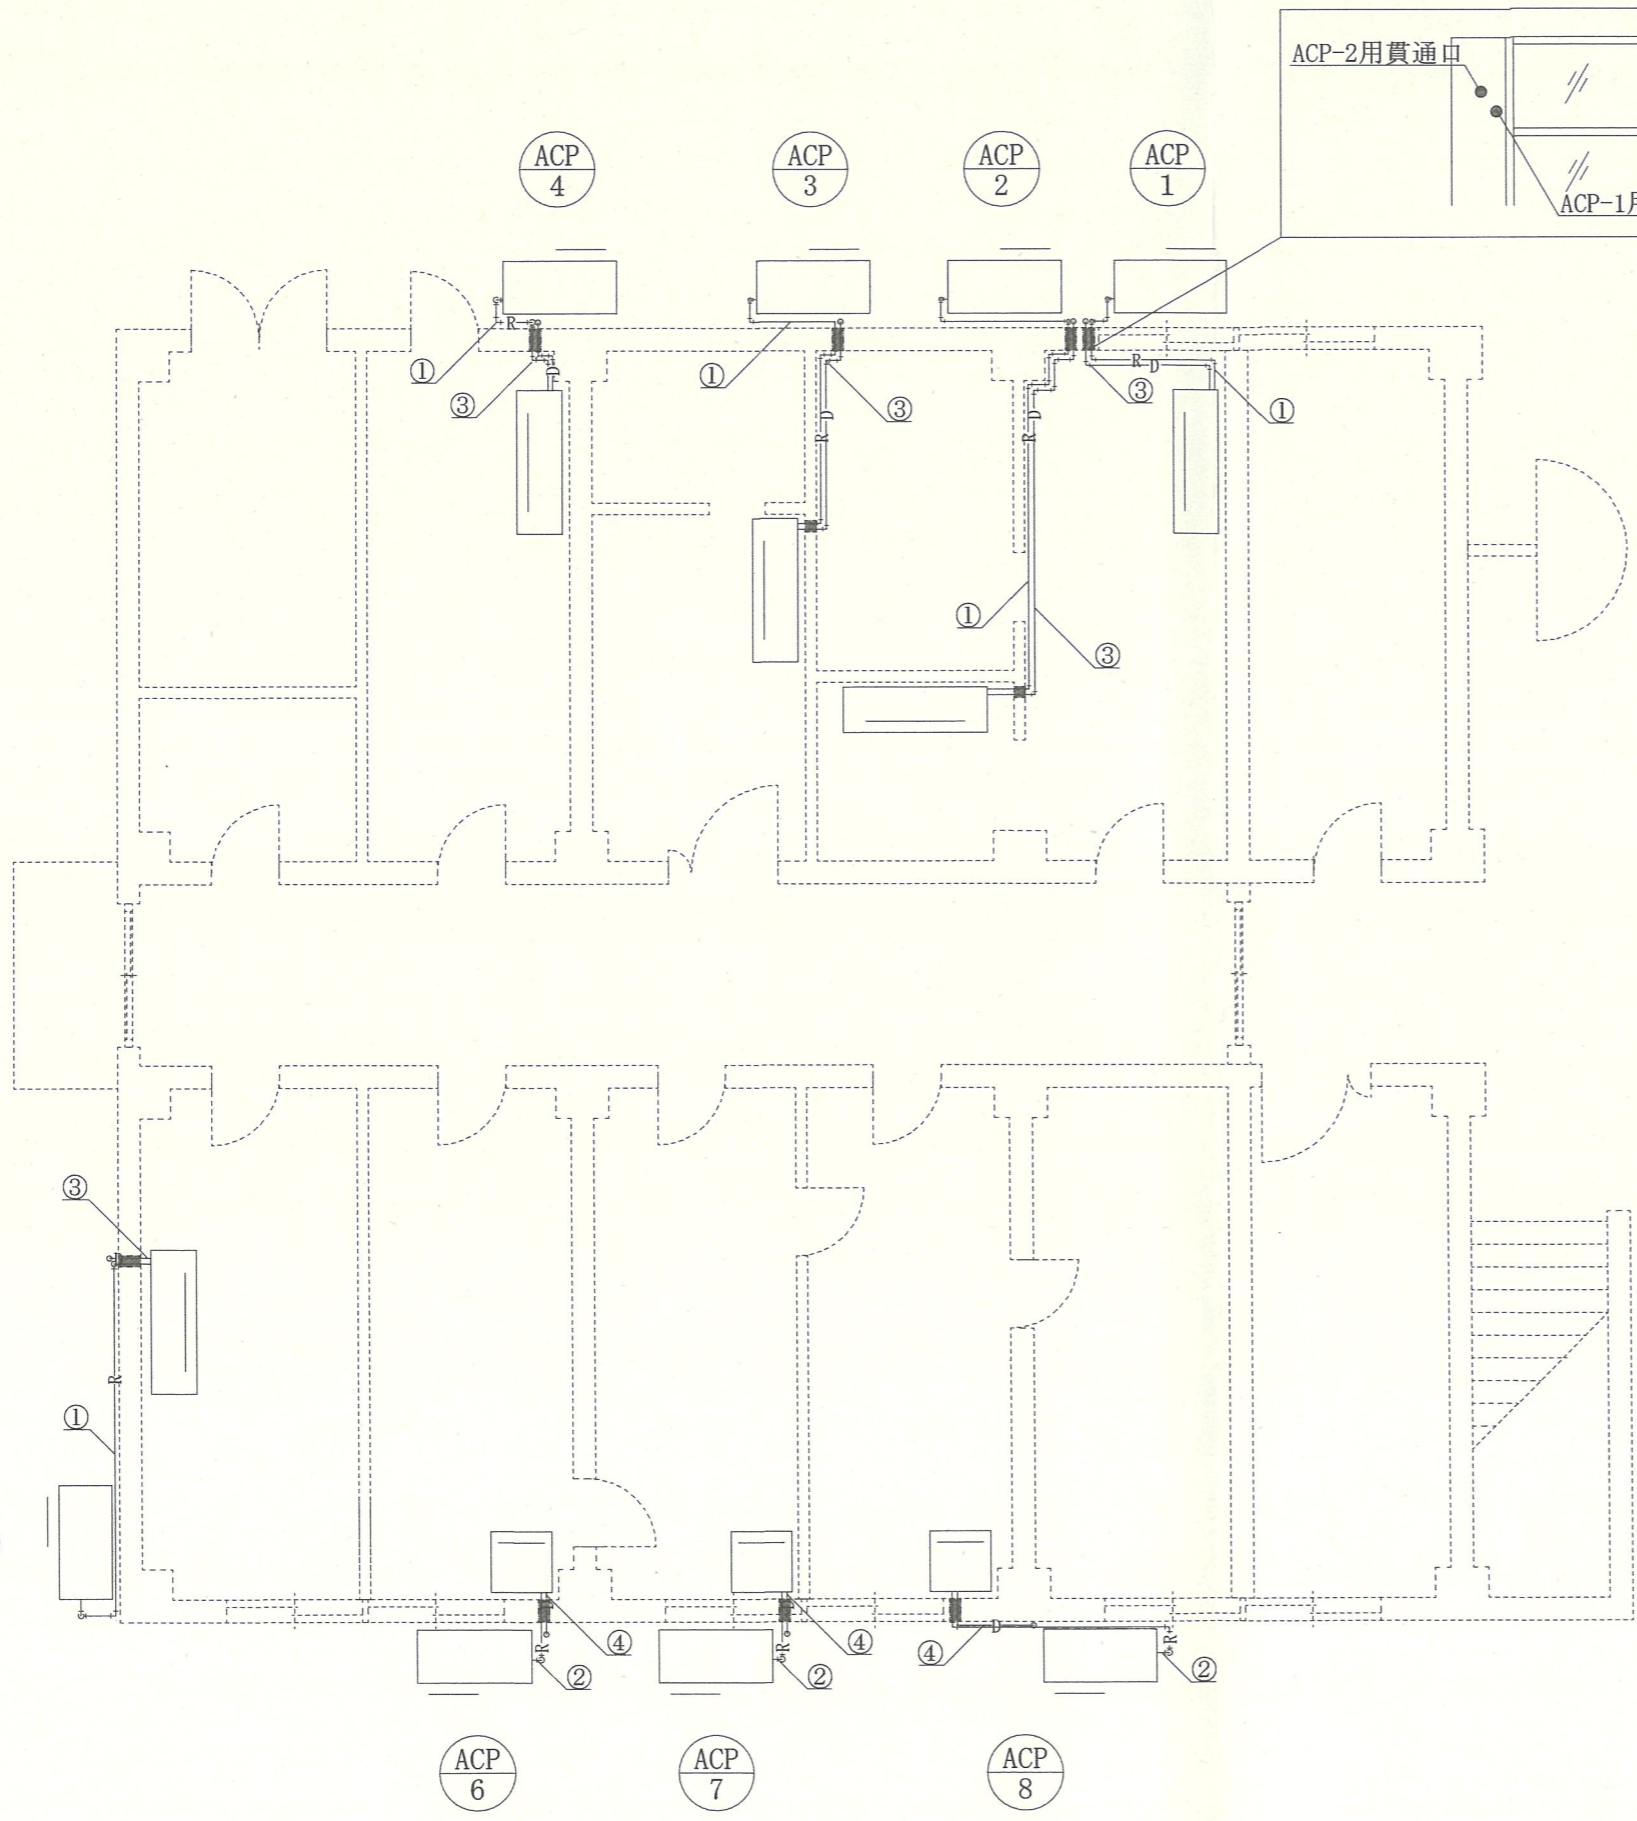 ACP-2用貫通口
ACP-1用
ACP
4
ACP
3
ACP
2
ACP
1
R
①
D
③
①
③
D
R
R
D
③
①
D
R
①
③
③
R
①
④
R
②
④
R
②
D
④
R
②
ACP
6
ACP
7
ACP
8